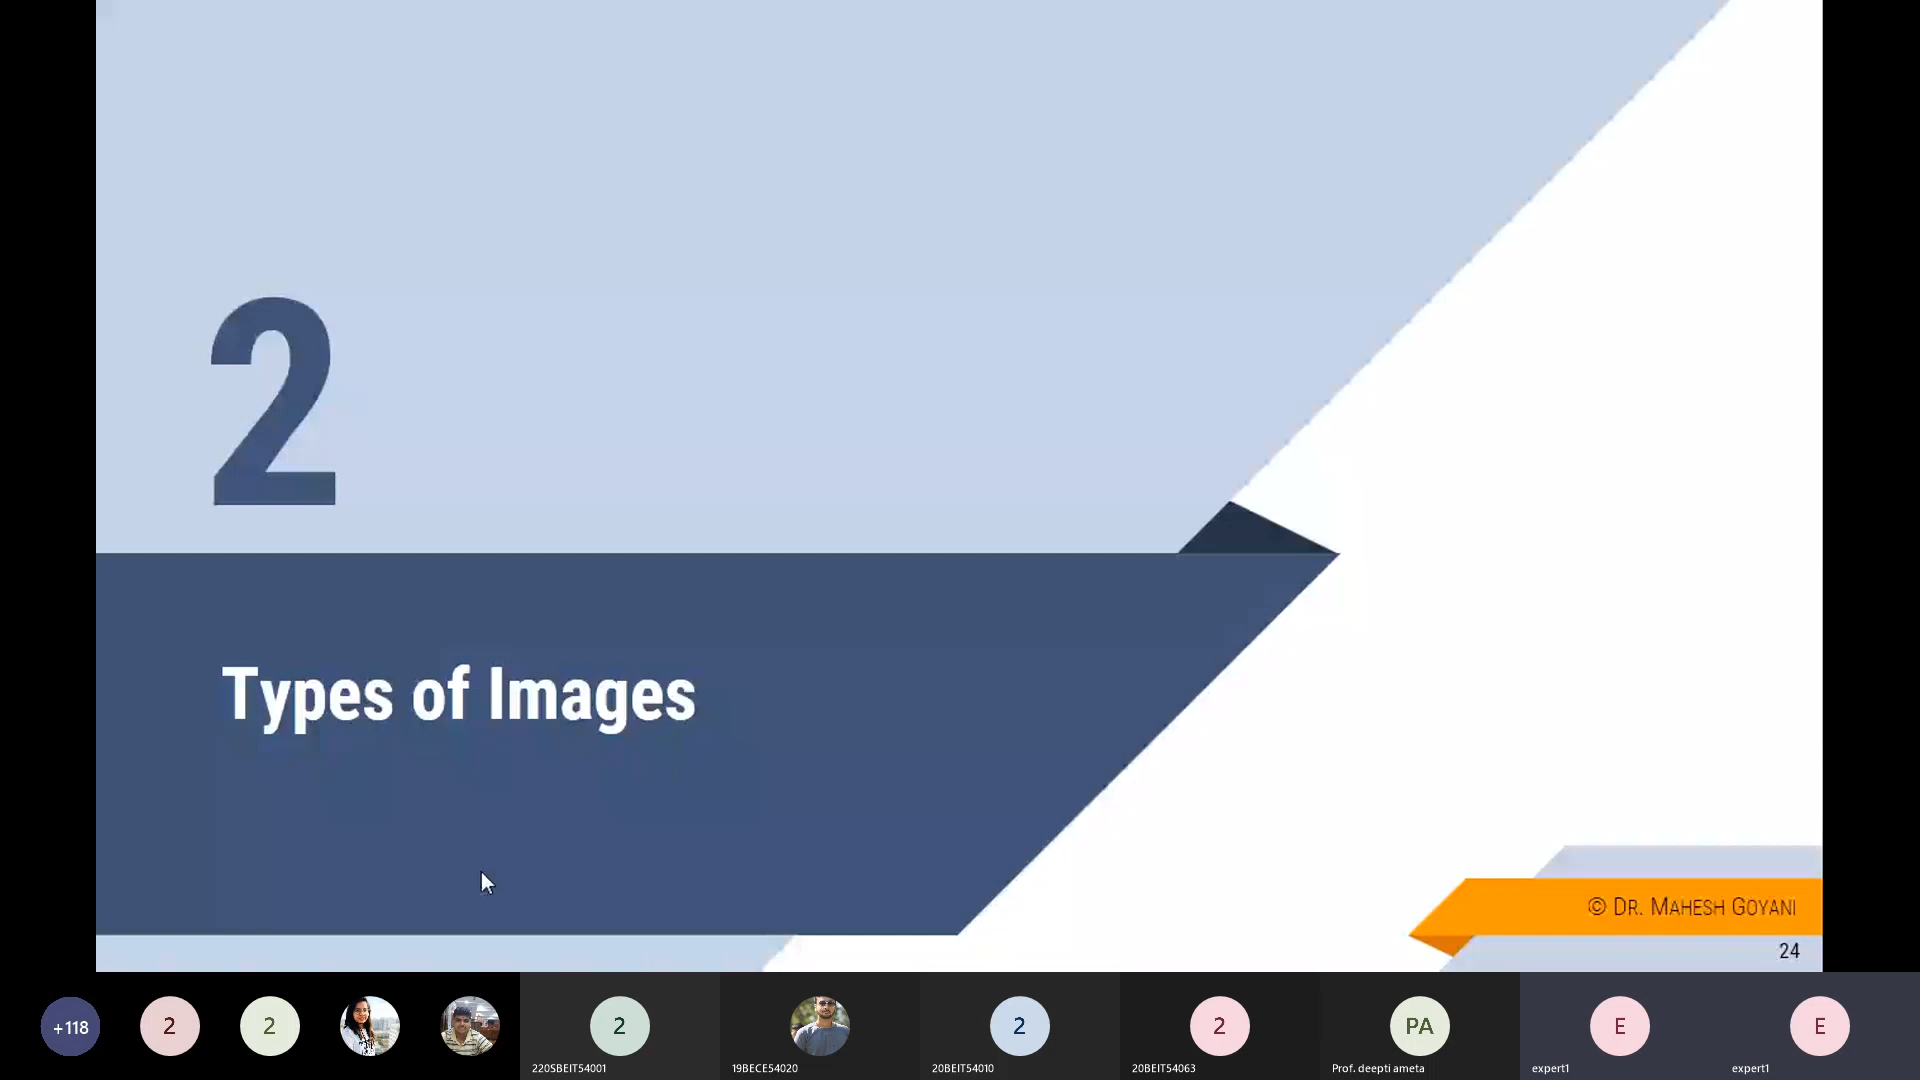 2
Types of Images
© Dr. Mahesh Goyani
24
+118
2
2
2
2
2
PA
E
E
220SBEIT54001
19BECE54020
20BEIT54010
20BEIT54063
Prof. deepti ameta
expert1
expert1